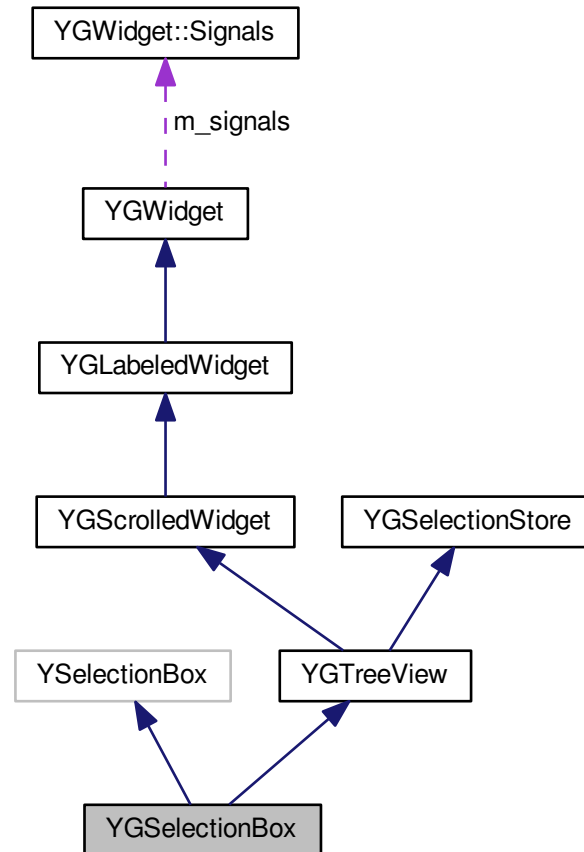 YGWidget::Signals
m_signals
YGWidget
YGLabeledWidget
YGScrolledWidget
YGSelectionStore
YSelectionBox
YGTreeView
YGSelectionBox